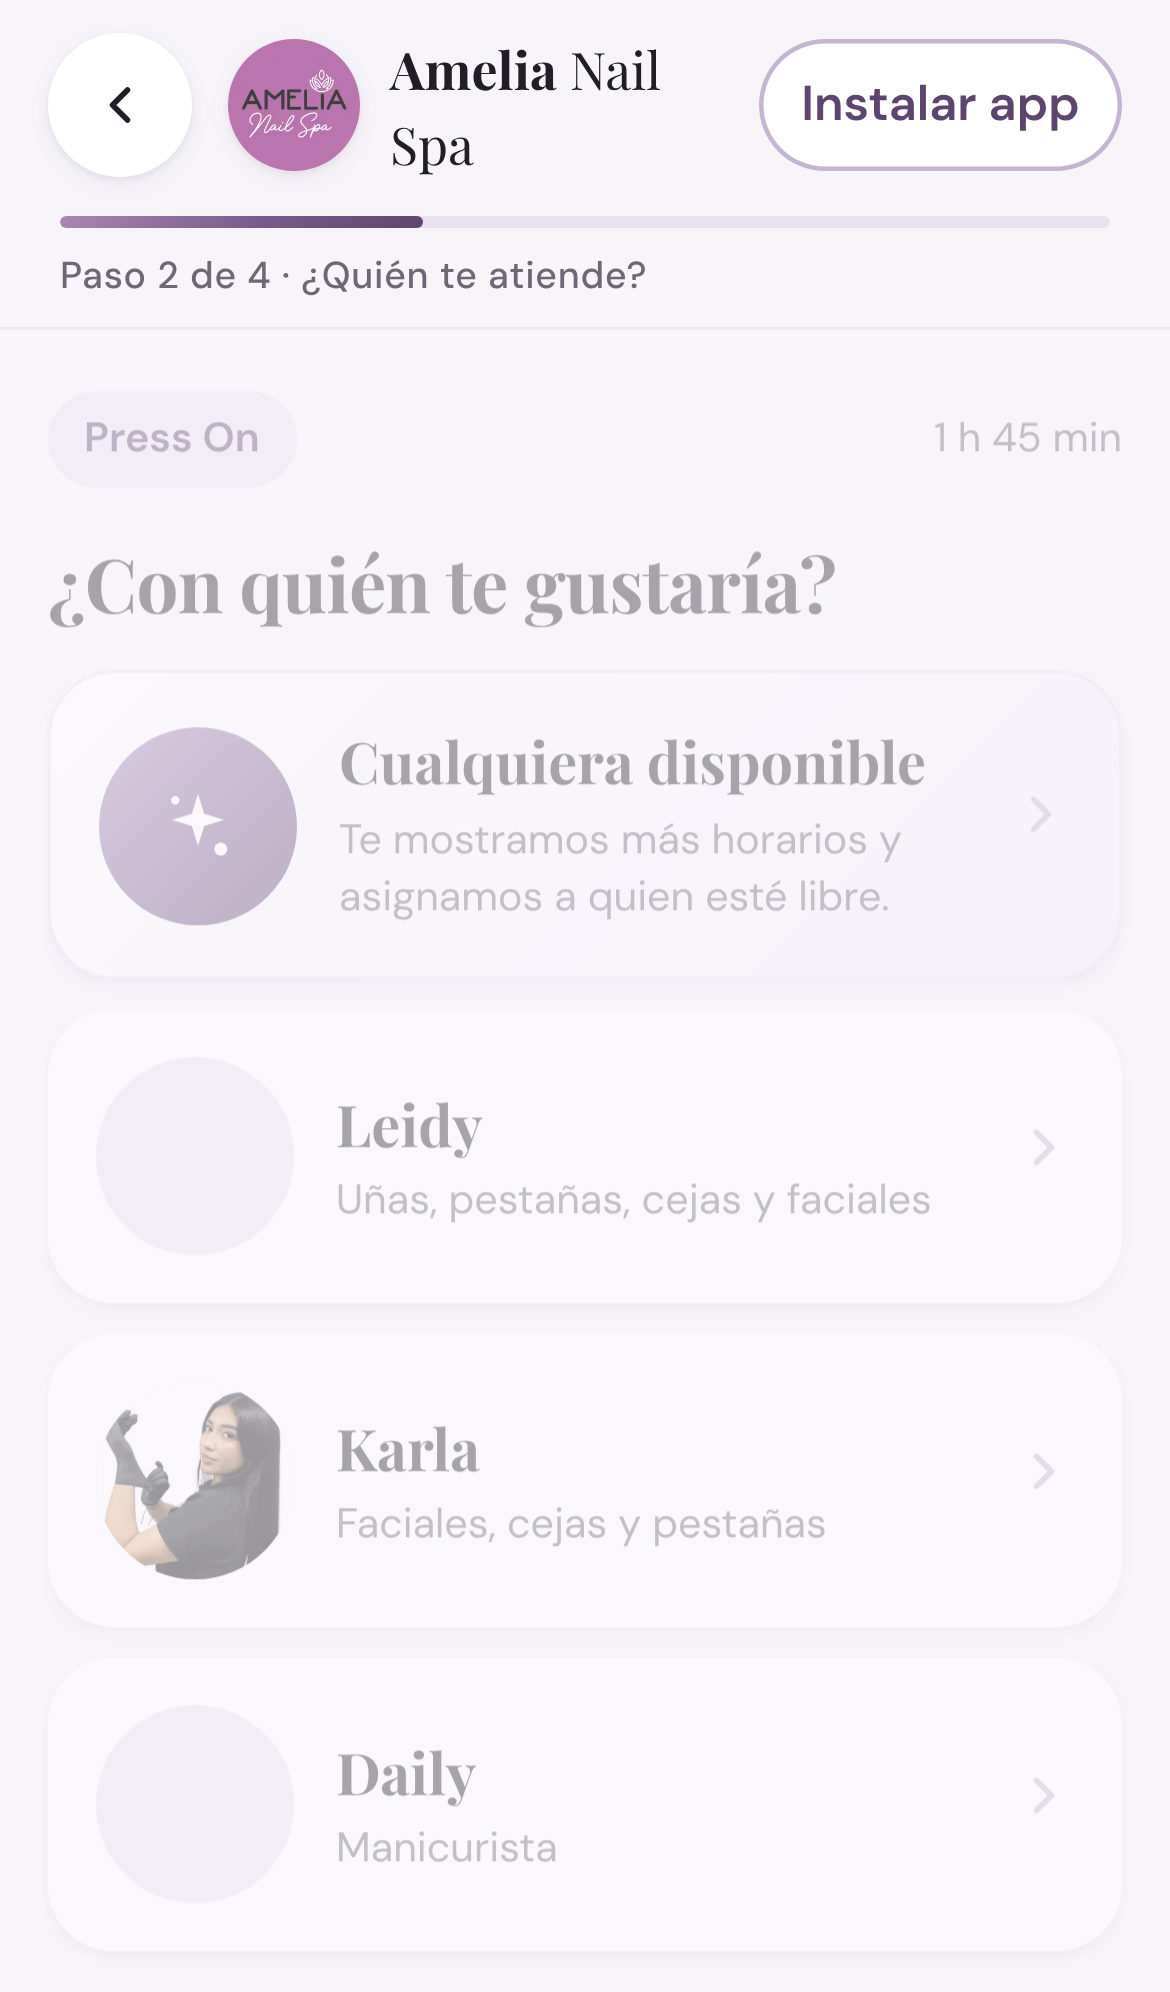 AMELIA
Nail Spa
Amelia Nail
Spa
Instalar app
Paso 2 de 4 · ¿Quién te atiende?
Press On
1 h 45 min
¿Con quién te gustaría?
Cualquiera disponible
Te mostramos más horarios y
asignamos a quien esté libre.
Leidy
Uñas, pestañas, cejas y faciales
Karla
Faciales, cejas y pestañas
Daily
Manicurista